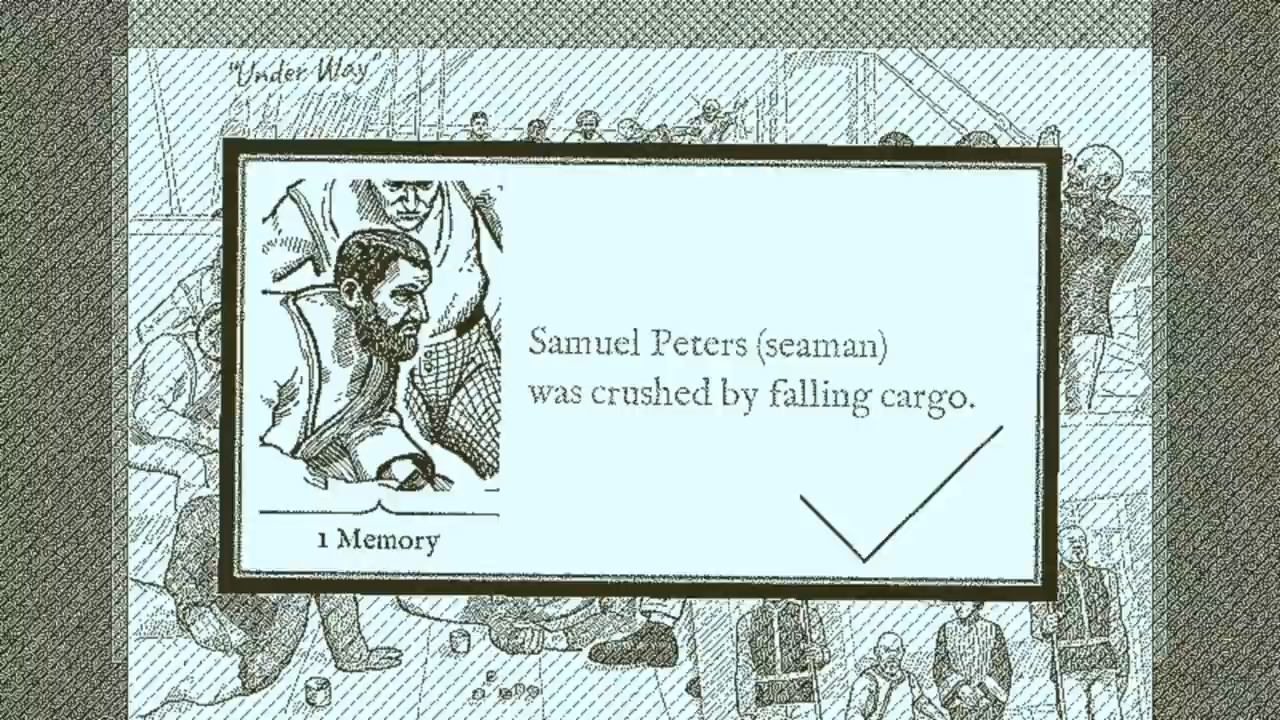 "Under Way"
Samuel Peters (seaman)
was crushed by falling cargo.
1 Memory